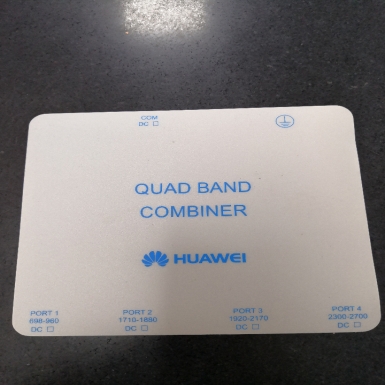 COM
DC
QUAD BAND
COMBINER
HUAWEI
PORT 1
698-960
DC
PORT 2
1710-1880
DC
PORT 3
1920-2170
DC
PORT 4
2300-2700
DC